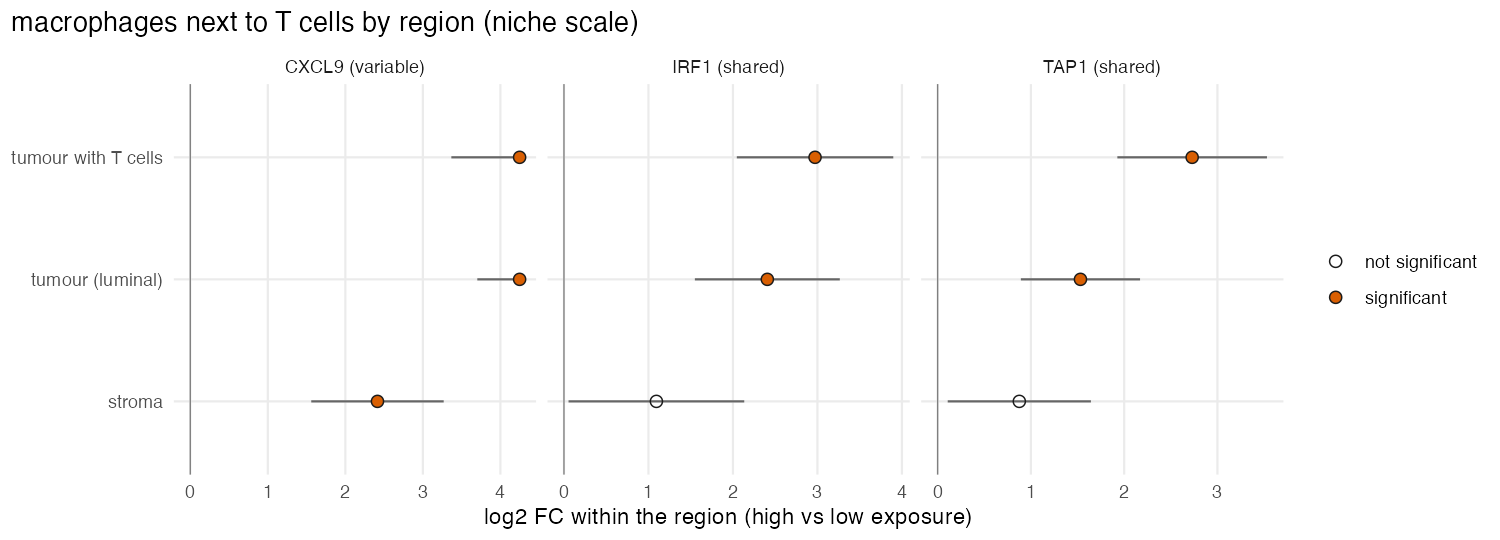 macrophages next to T cells by region (niche scale)
CXCL9 (variable)
IRF1 (shared)
TAP1 (shared)
tumour with T cells
tumour (luminal)
stroma
not significant
significant
0 1 2 3 4
0 1 2 3 4
0 1 2 3
log2 FC within the region (high vs low exposure)